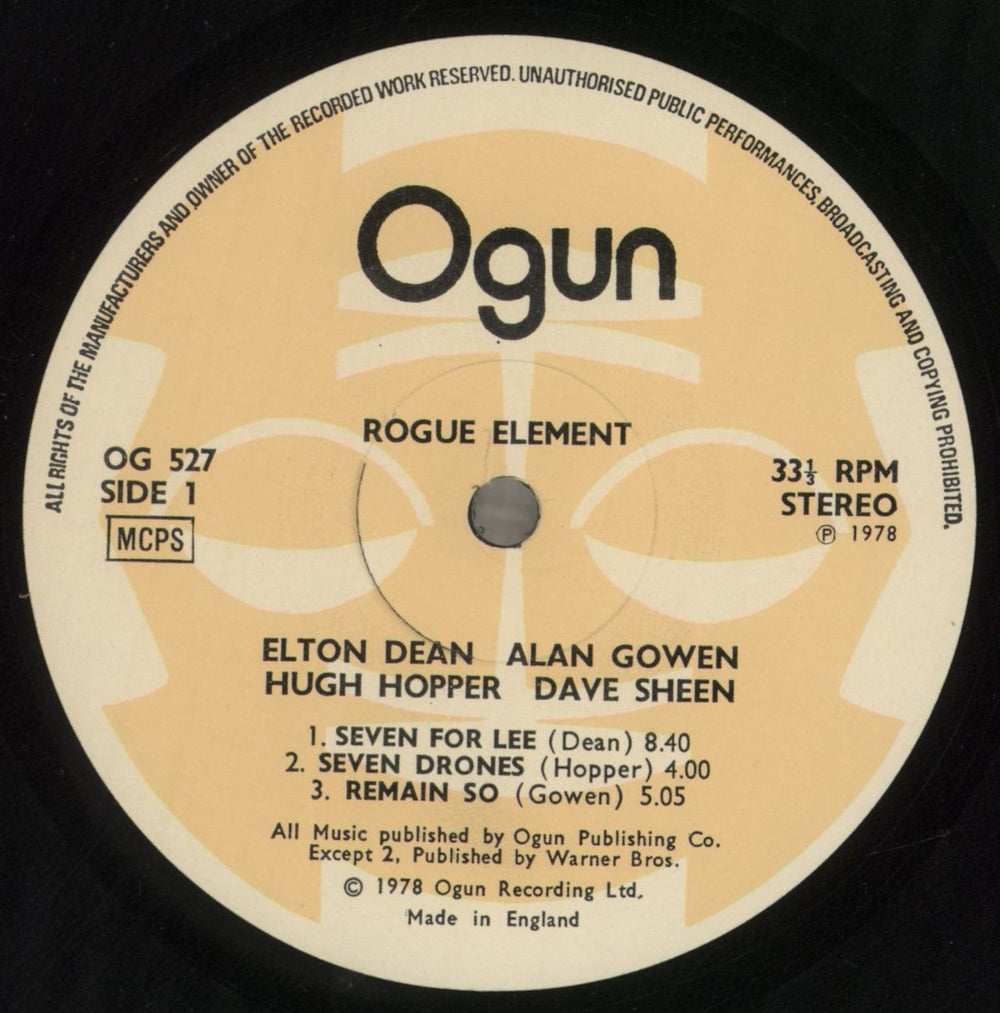 ALL RIGHTS OF THE MANUFACTURERS AND OWNER OF THE RECORDED WORK RESERVED. UNAUTHORISED PUBLIC PERFORMANCES, BROADCASTING AND COPYING PROHIBITED.
Ogun
ROGUE ELEMENT
OG 527
SIDE 1
MCPS
33⅓ RPM
STEREO
℗ 1978
ELTON DEAN ALAN GOWEN
HUGH HOPPER DAVE SHEEN
1. SEVEN FOR LEE (Dean) 8.40
2. SEVEN DRONES (Hopper) 4.00
3. REMAIN SO (Gowen) 5.05
All Music published by Ogun Publishing Co.
Except 2, Published by Warner Bros.
© 1978 Ogun Recording Ltd.
Made in England